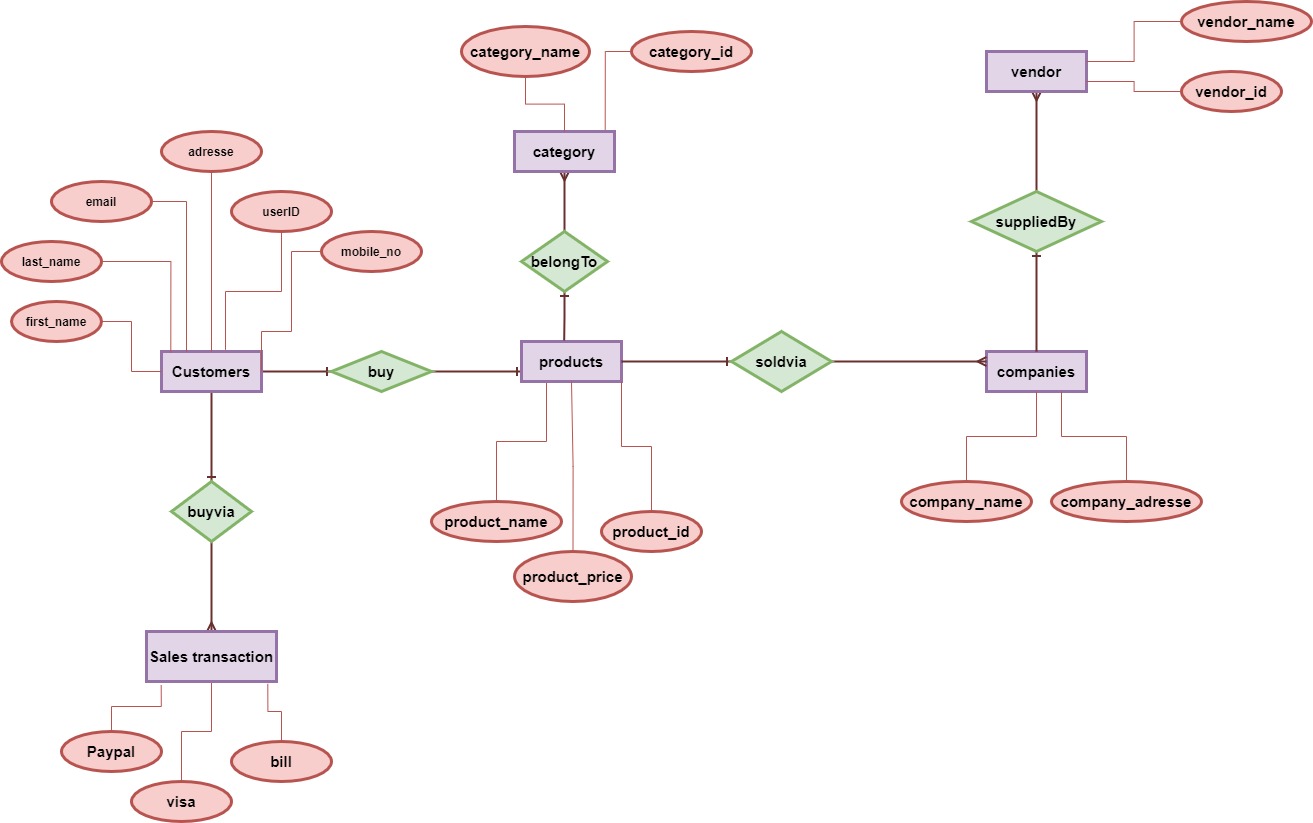 vendor_name
category_name
category_id
vendor
vendor_id
category
adresse
email
userID
suppliedBy
mobile_no
last_name
belongTo
first_name
Customers
buy
products
soldvia
companies
company_name
company_adresse
buyvia
product_name
product_id
product_price
Sales transaction
Paypal
bill
visa